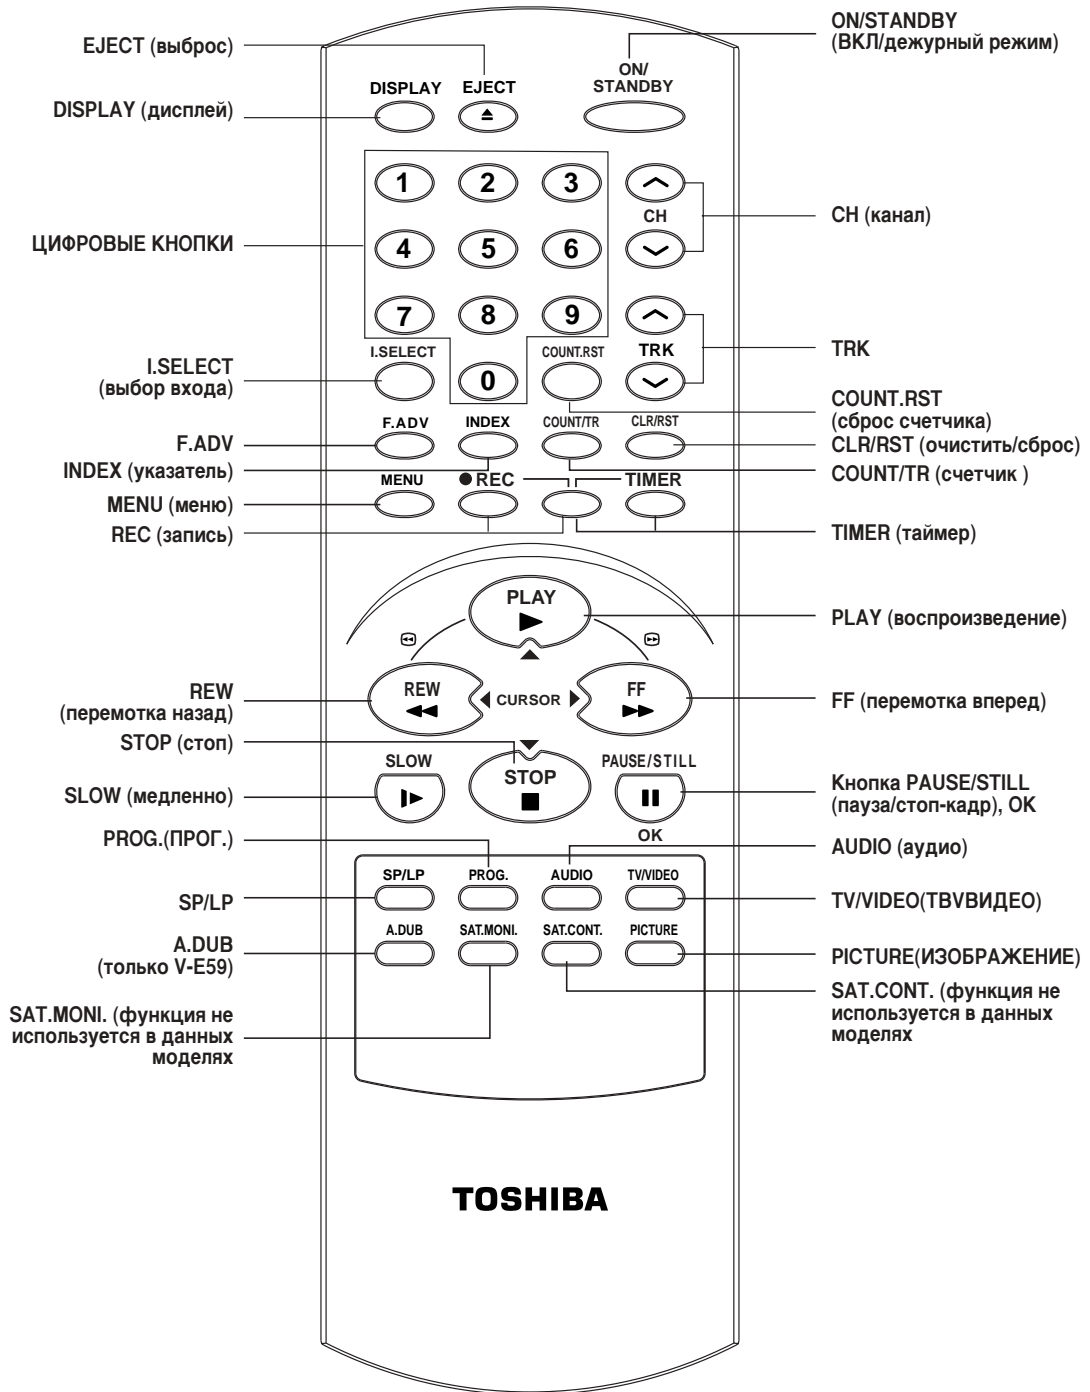 EJECT (выброс)
DISPLAY (дисплей)
ЦИФРОВЫЕ КНОПКИ
I.SELECT
(выбор входа)
F.ADV
INDEX (указатель)
MENU (меню)
REC (запись)
REW
(перемотка назад)
STOP (стоп)
SLOW (медленно)
PROG.(ПРОГ.)
SP/LP
A.DUB
(только V-E59)
SAT.MONI. (функция не
используется в данных
моделях
DISPLAY EJECT
ON/
STANDBY
1 2 3
CH
4 5 6
7 8 9
I.SELECT COUNT.RST TRK
0
F.ADV INDEX COUNT/TR CLR/RST
MENU REC TIMER
PLAY
REW CURSOR FF
SLOW STOP PAUSE/STILL
OK
SP/LP PROG. AUDIO TV/VIDEO
A.DUB SAT.MONI. SAT.CONT. PICTURE
TOSHIBA
ON/STANDBY
(ВКЛ/дежурный режим)
CH (канал)
TRK
COUNT.RST
(сброс счетчика)
CLR/RST (очистить/сброс)
COUNT/TR (счетчик )
TIMER (таймер)
PLAY (воспроизведение)
FF (перемотка вперед)
Кнопка PAUSE/STILL
(пауза/стоп-кадр), OK
AUDIO (аудио)
TV/VIDEO(ТВVВИДЕО)
PICTURE(ИЗОБРАЖЕНИЕ)
SAT.CONT. (функция не
используется в данных
моделях